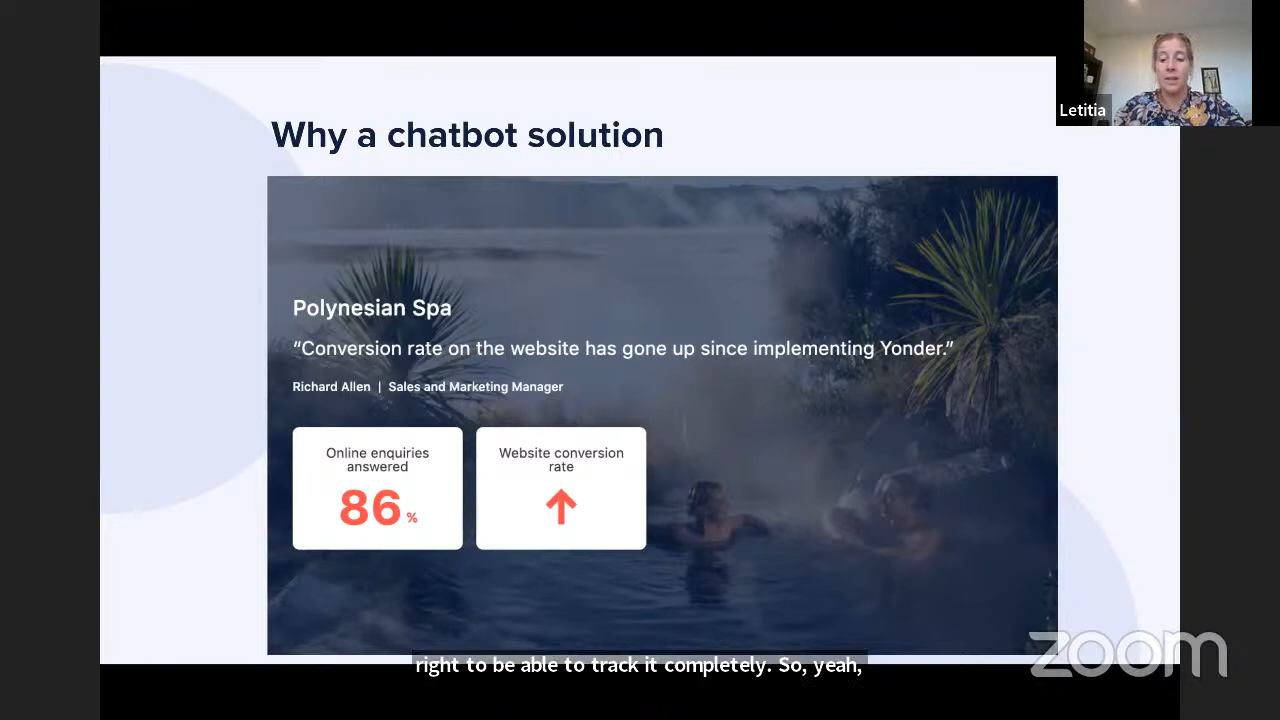 Letitia
Why a chatbot solution
Polynesian Spa
“Conversion rate on the website has gone up since implementing Yonder.”
Richard Allen | Sales and Marketing Manager
Online enquiries
answered
86 %
Website conversion
rate
right to be able to track it completely. So, yeah,
zoom